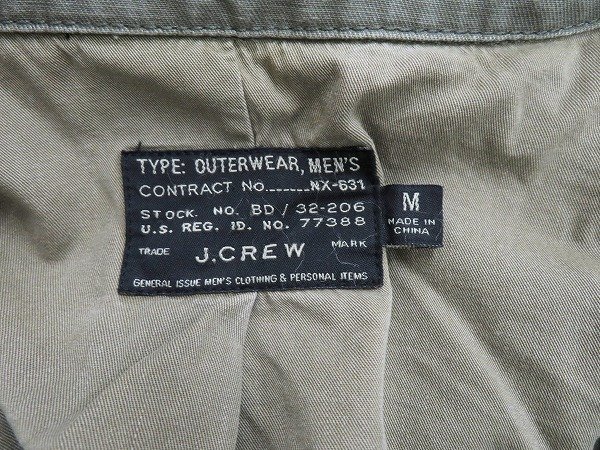 TYPE: OUTERWEAR, MEN'S
CONTRACT NO.______NX-631
STOCK. NO. BD / 32-206
U.S. REG. ID. NO. 77388
TRADE J.CREW MARK
GENERAL ISSUE MEN'S CLOTHING & PERSONAL ITEMS
M
MADE IN
CHINA